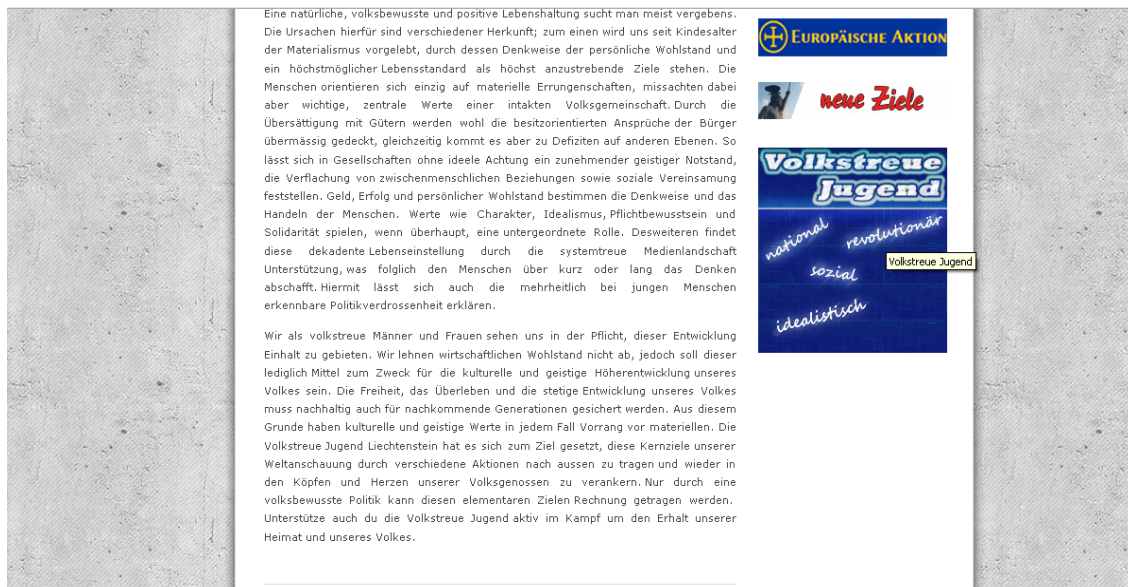 Eine natürliche, volksbewusste und positive Lebenshaltung sucht man meist vergebens.
Die Ursachen hierfür sind verschiedener Herkunft; zum einen wird uns seit Kindesalter
der Materialismus vorgelebt, durch dessen Denkweise der persönliche Wohlstand und
ein höchstmöglicher Lebensstandard als höchst anzustrebende Ziele stehen. Die
Menschen orientieren sich einzig auf materielle Errungenschaften, missachten dabei
aber wichtige, zentrale Werte einer intakten Volksgemeinschaft. Durch die
Übersättigung mit Gütern werden wohl die besitzorientierten Ansprüche der Bürger
übermässig gedeckt, gleichzeitig kommt es aber zu Defiziten auf anderen Ebenen. So
lässt sich in Gesellschaften ohne ideele Achtung ein zunehmender geistiger Notstand,
die Verflachung von zwischenmenschlichen Beziehungen sowie soziale Vereinsamung
feststellen. Geld, Erfolg und persönlicher Wohlstand bestimmen die Denkweise und das
Handeln der Menschen. Werte wie Charakter, Idealismus, Pflichtbewusstsein und
Solidarität spielen, wenn überhaupt, eine untergeordnete Rolle. Desweiteren findet
diese dekadente Lebenseinstellung durch die systemtreue Medienlandschaft
Unterstützung, was folglich den Menschen über kurz oder lang das Denken
abschafft. Hiermit lässt sich auch die mehrheitlich bei jungen Menschen
erkennbare Politikverdrossenheit erklären.
Wir als volkstreue Männer und Frauen sehen uns in der Pflicht, dieser Entwicklung
Einhalt zu gebieten. Wir lehnen wirtschaftlichen Wohlstand nicht ab, jedoch soll dieser
lediglich Mittel zum Zweck für die kulturelle und geistige Höherentwicklung unseres
Volkes sein. Die Freiheit, das Überleben und die stetige Entwicklung unseres Volkes
muss nachhaltig auch für nachkommende Generationen gesichert werden. Aus diesem
Grunde haben kulturelle und geistige Werte in jedem Fall Vorrang vor materiellen. Die
Volkstreue Jugend Liechtenstein hat es sich zum Ziel gesetzt, diese Kernziele unserer
Weltanschauung durch verschiedene Aktionen nach aussen zu tragen und wieder in
den Köpfen und Herzen unserer Volksgenossen zu verankern. Nur durch eine
volksbewusste Politik kann diesen elementaren Zielen Rechnung getragen werden.
Unterstütze auch du die Volkstreue Jugend aktiv im Kampf um den Erhalt unserer
Heimat und unseres Volkes.
Europäische Aktion
neue Ziele
Volkstreue
Jugend
national
revolutionär
Volkstreue Jugend
sozial
idealistisch